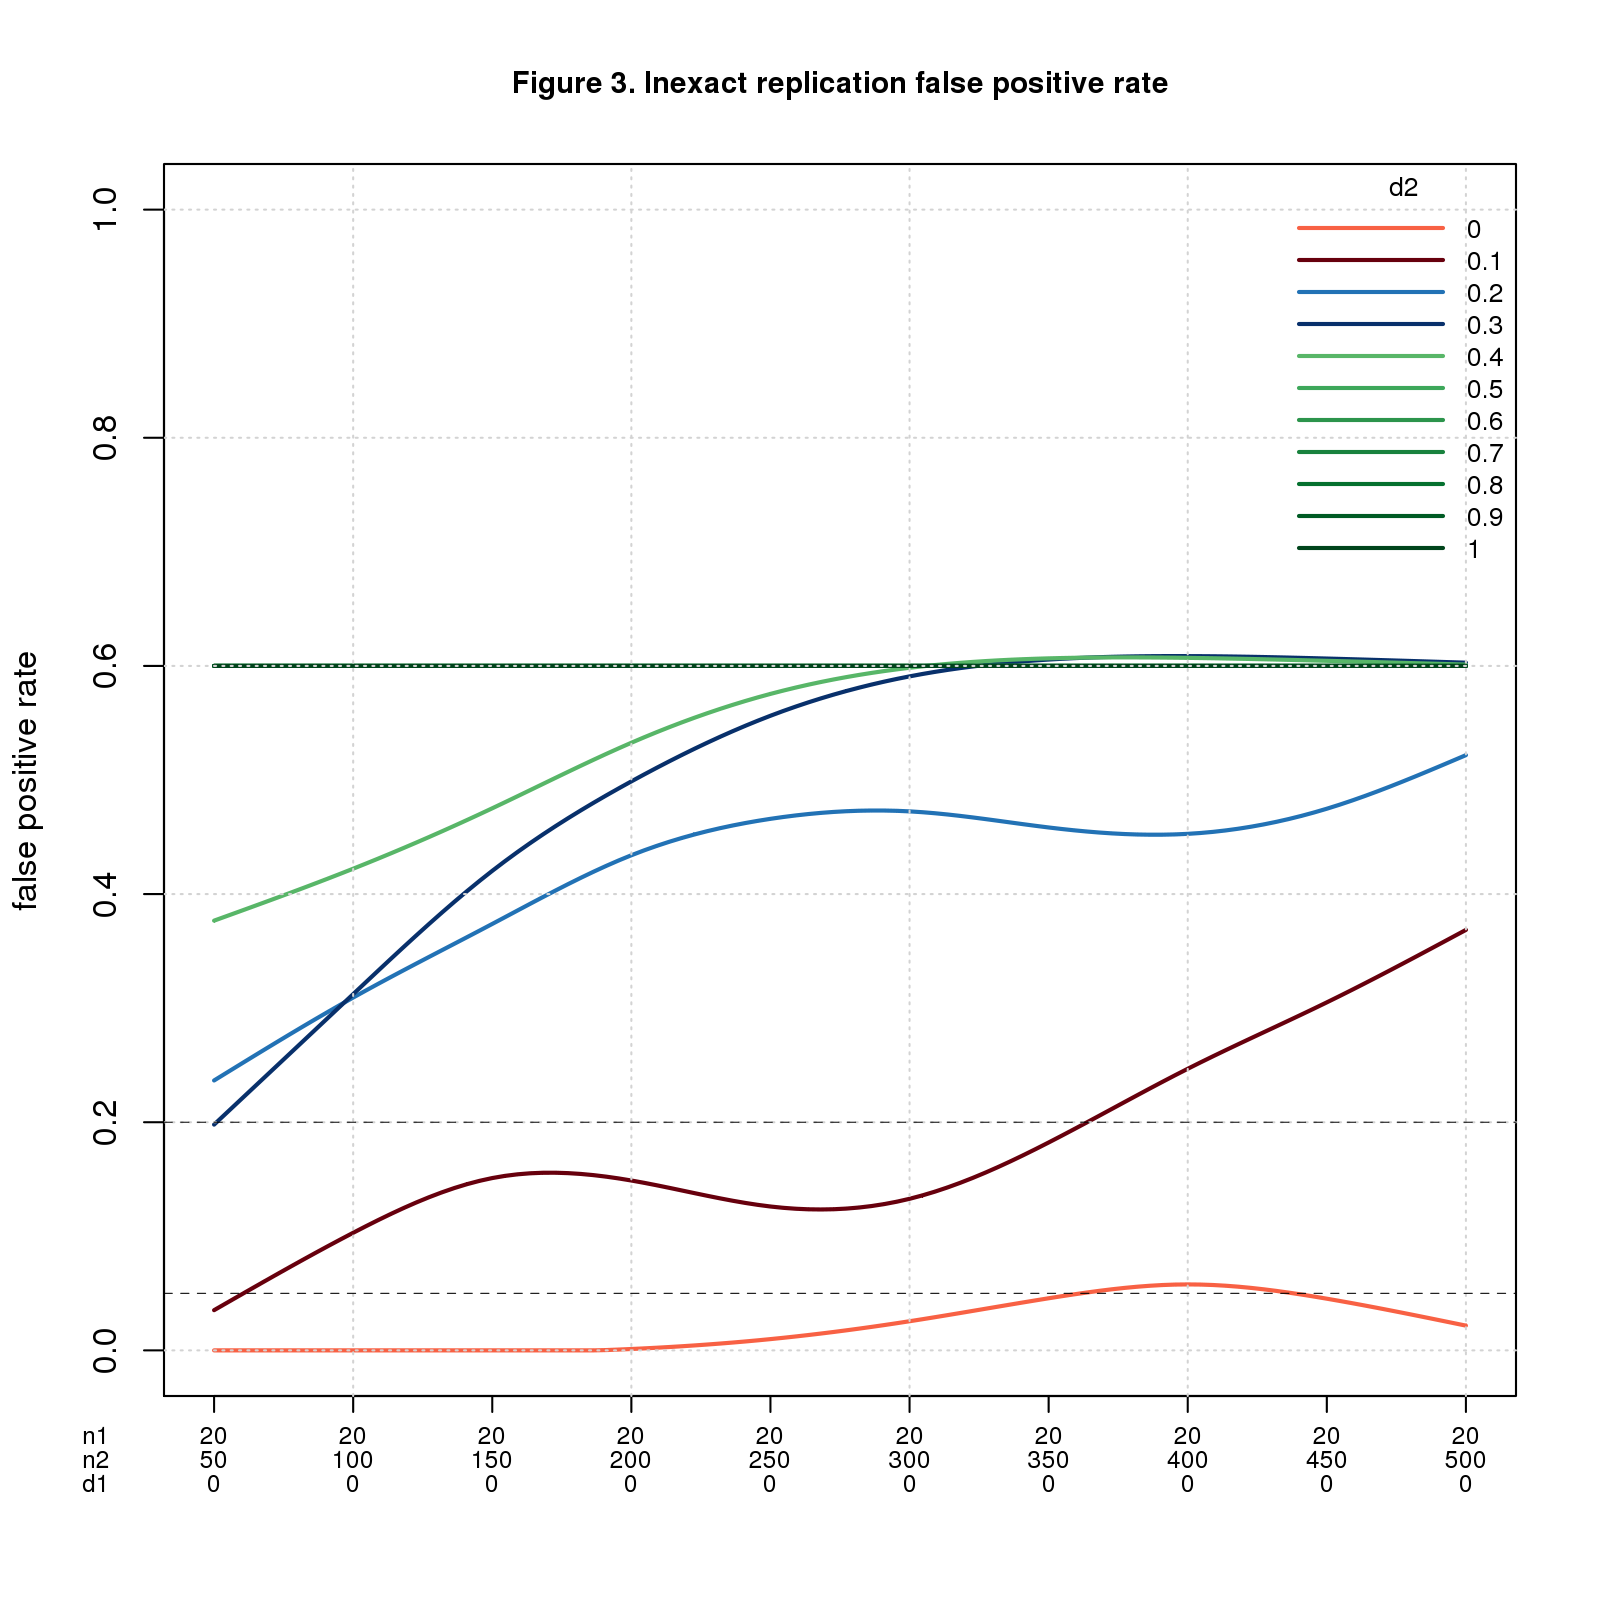 Figure 3. Inexact replication false positive rate
d2
0
0.1
0.2
0.3
0.4
0.5
0.6
0.7
0.8
0.9
1
false positive rate
1.0
0.8
0.6
0.4
0.2
0.0
n1 20 20 20 20 20 20 20 20 20 20
n2 50 100 150 200 250 300 350 400 450 500
d1 0 0 0 0 0 0 0 0 0 0